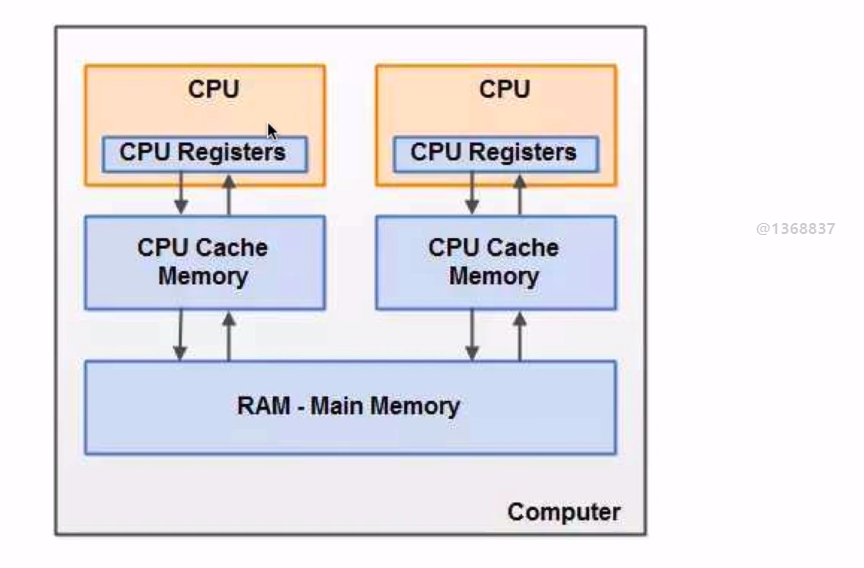 CPU
CPU
CPU Registers
CPU Registers
CPU Cache
Memory
CPU Cache
Memory
@1368837
RAM - Main Memory
Computer